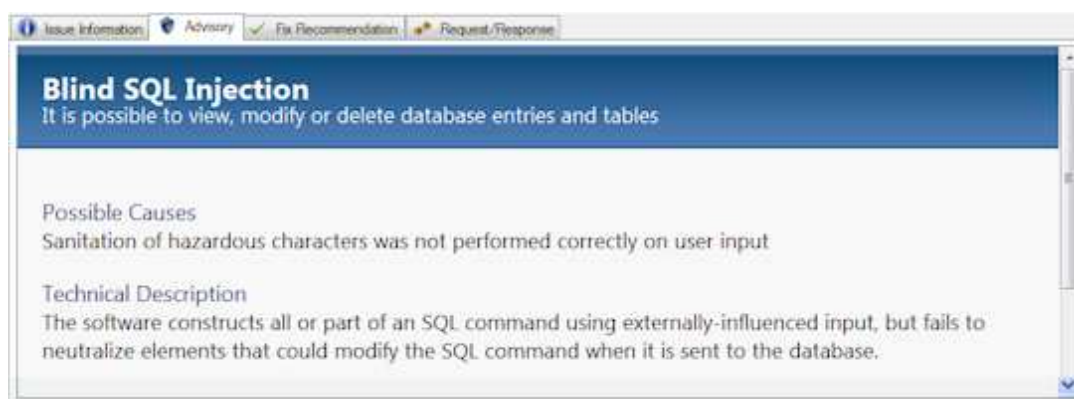 Issue Information Advisory Fix Recommendation Request/Response
Blind SQL Injection
It is possible to view, modify or delete database entries and tables
Possible Causes
Sanitation of hazardous characters was not performed correctly on user input
Technical Description
The software constructs all or part of an SQL command using externally-influenced input, but fails to
neutralize elements that could modify the SQL command when it is sent to the database.